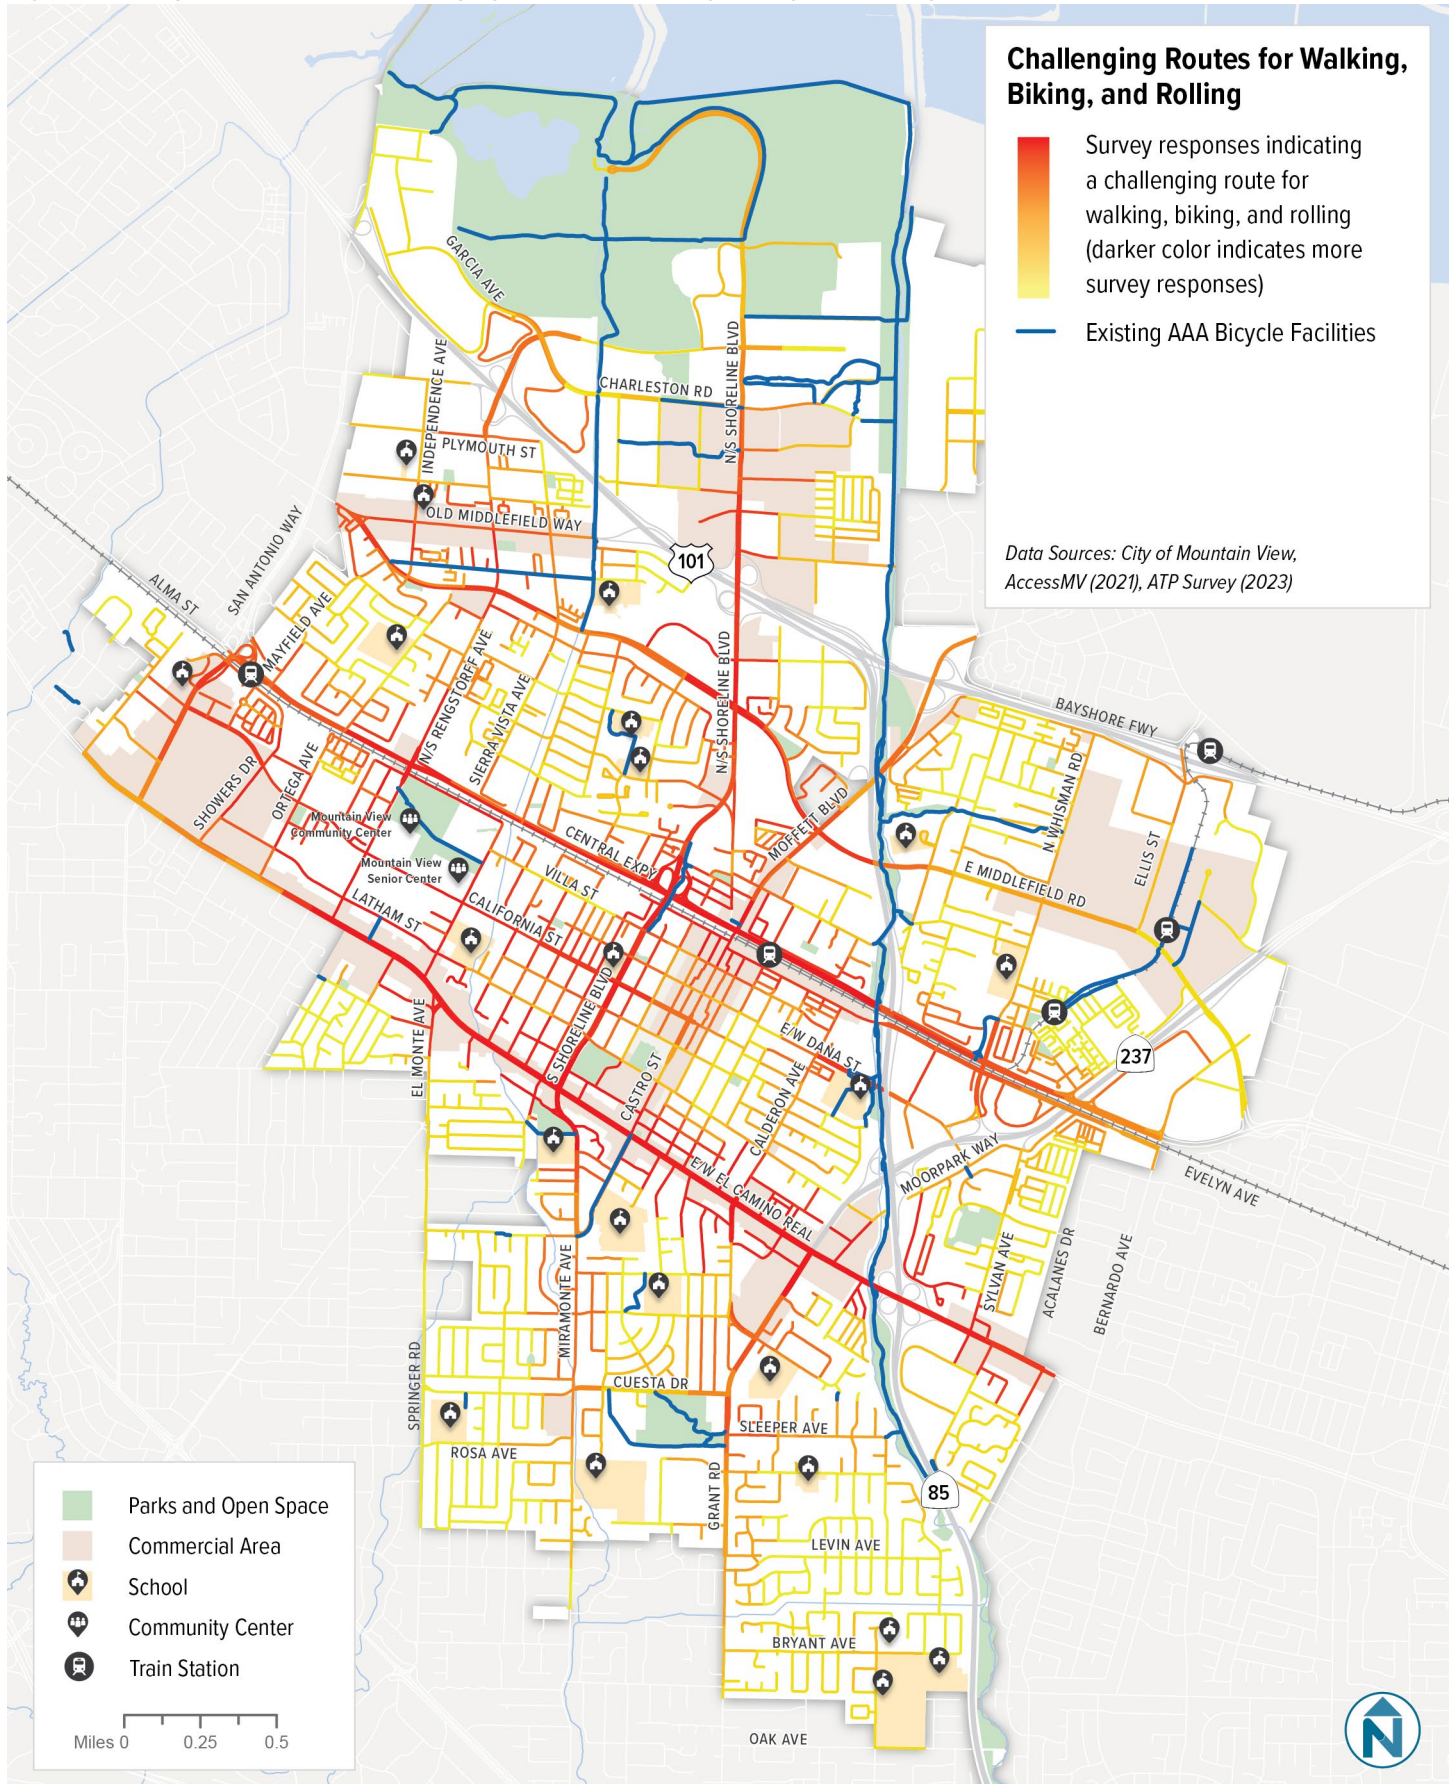 Challenging Routes for Walking,
Biking, and Rolling
Survey responses indicating
a challenging route for
walking, biking, and rolling
(darker color indicates more
survey responses)
Existing AAA Bicycle Facilities
Data Sources: City of Mountain View,
AccessMV (2021), ATP Survey (2023)
GARCIA AVE
N/S SHORELINE BLVD
INDEPENDENCE AVE
CHARLESTON RD
PLYMOUTH ST
OLD MIDDLEFIELD WAY
101
SAN ANTONIO WAY
ALMA ST
MAYFIELD AVE
N/S RENGSTORFF AVE
SIERRA VISTA AVE
N/S SHORELINE BLVD
BAYSHORE FWY
SHOWERS DR
ORTEGA AVE
N. WHISMAN RD
Mountain View
Community Center
MOFFETT BLVD
CENTRAL EXPY
ELLIS ST
Mountain View
Senior Center
VILLA ST
E MIDDLEFIELD RD
LATHAM ST
CALIFORNIA ST
S SHORELINE BLVD
EL MONTE AVE
E/W DANA ST
237
CASTRO ST
CALDERON AVE
MOORPARK WAY
E/W EL CAMINO REAL
EVELYN AVE
SYLVAN AVE
ACALANES DR
BERNARDO AVE
MIRAMONTE AVE
SPRINGER RD
CUESTA DR
SLEEPER AVE
ROSA AVE
GRANT RD
85
LEVIN AVE
BRYANT AVE
OAK AVE
Parks and Open Space
Commercial Area
School
Community Center
Train Station
Miles 0 0.25 0.5
N